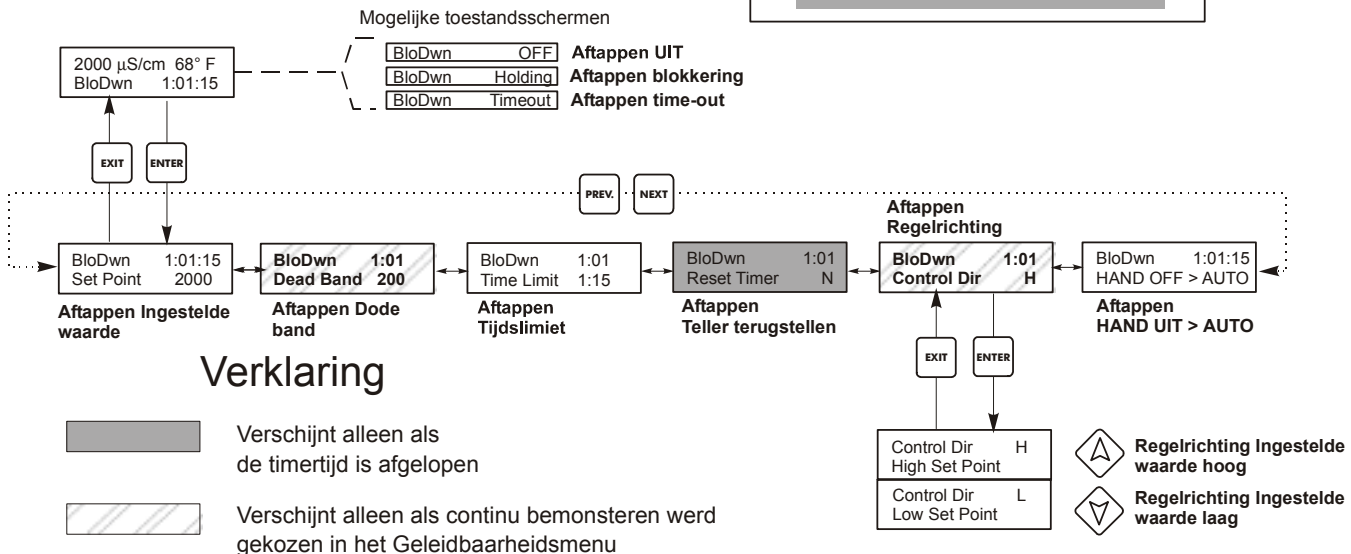 Mogelijke toestandsschermen
2000 µS/cm 68° F
BloDwn 1:01:15
BloDwn OFF Aftappen UIT
BloDwn Holding Aftappen blokkering
BloDwn Timeout Aftappen time-out
EXIT ENTER
PREV. NEXT
BloDwn 1:01:15
Set Point 2000
Aftappen Ingestelde
waarde
BloDwn 1:01
Dead Band 200
Aftappen Dode
band
BloDwn 1:01
Time Limit 1:15
Aftappen
Tijdslimiet
BloDwn 1:01
Reset Timer N
Aftappen
Teller terugstellen
Aftappen
Regelrichting
BloDwn 1:01
Control Dir H
BloDwn 1:01:15
HAND OFF > AUTO
Aftappen
HAND UIT > AUTO
EXIT ENTER
Control Dir H
High Set Point
Control Dir L
Low Set Point
Regelrichting Ingestelde
waarde hoog
Regelrichting Ingestelde
waarde laag
Verklaring
Verschijnt alleen als
de timertijd is afgelopen
Verschijnt alleen als continu bemonsteren werd
gekozen in het Geleidbaarheidsmenu